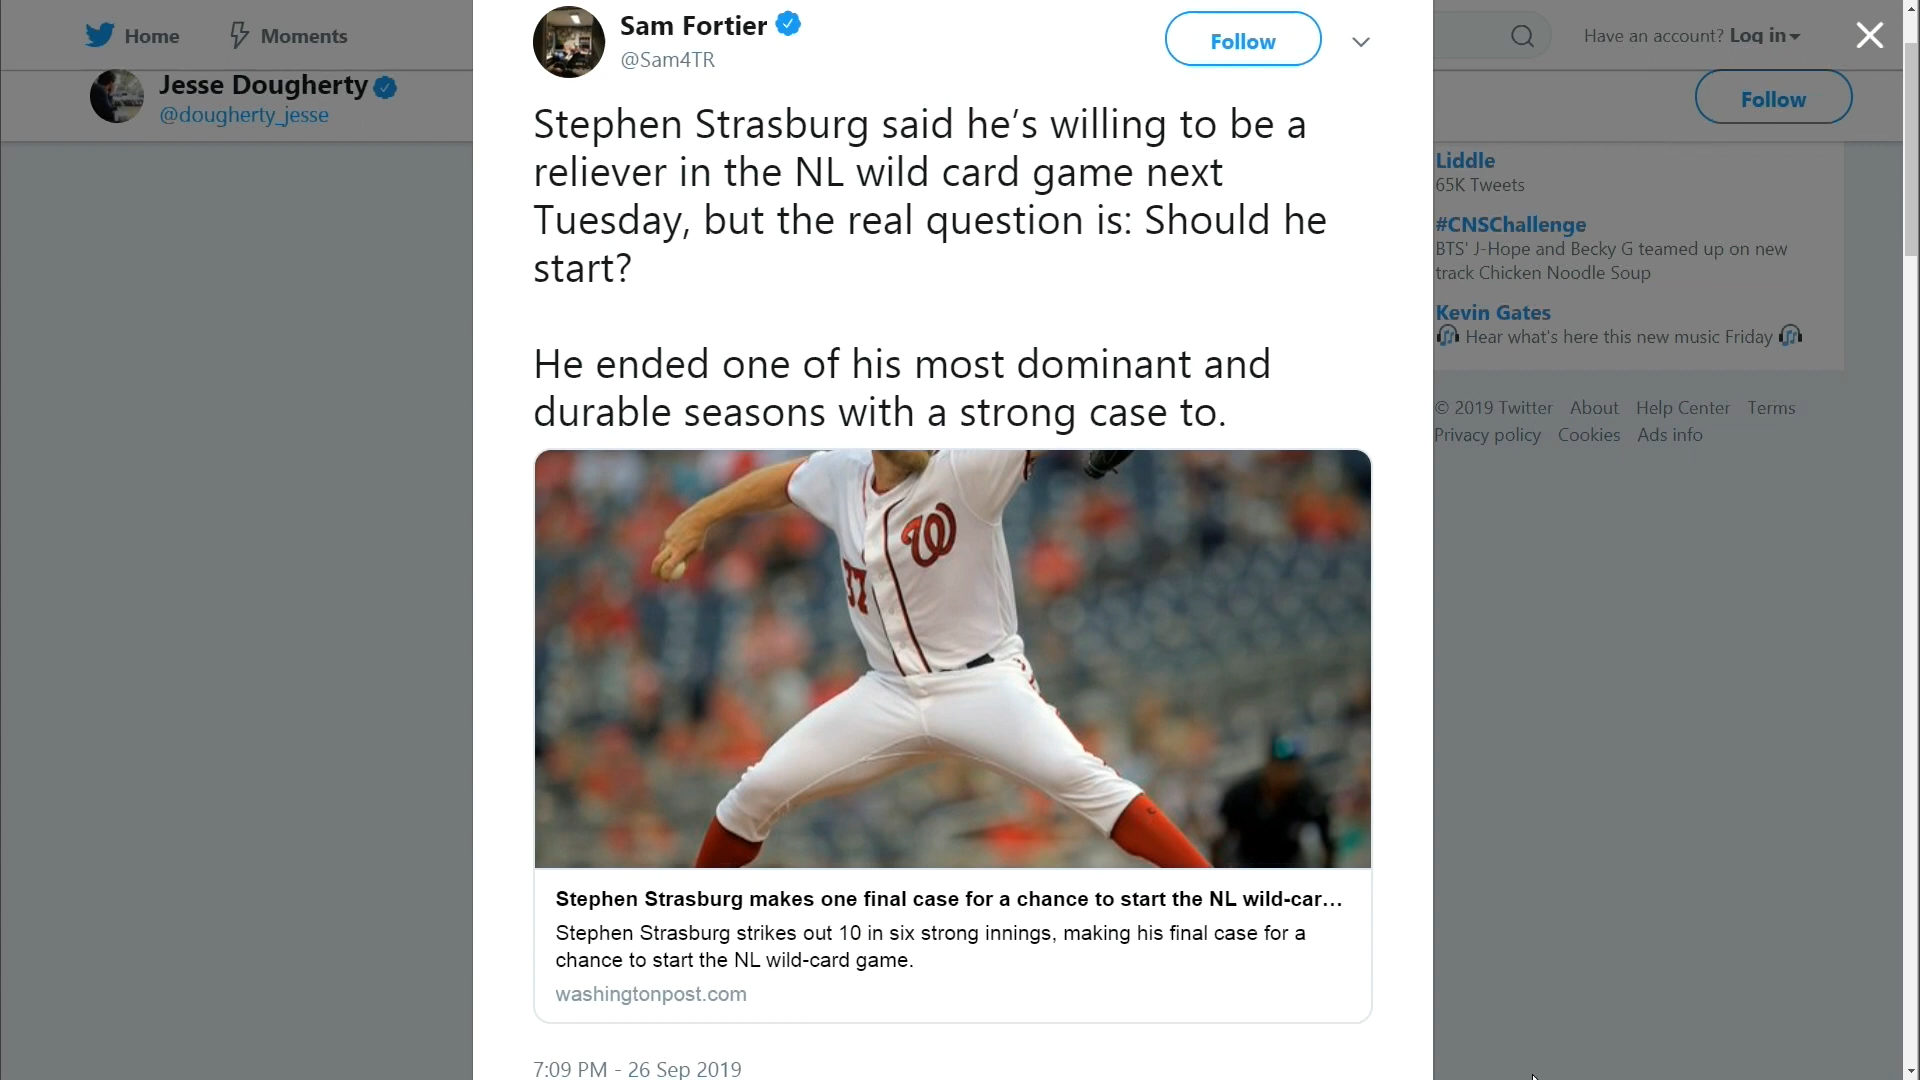 Home
Moments
Have an account? Log in
Jesse Dougherty
@dougherty_jesse
Follow
Sam Fortier
@Sam4TR
Follow
Stephen Strasburg said he’s willing to be a
reliever in the NL wild card game next
Tuesday, but the real question is: Should he
start?
He ended one of his most dominant and
durable seasons with a strong case to.
W
37
Stephen Strasburg makes one final case for a chance to start the NL wild-car...
Stephen Strasburg strikes out 10 in six strong innings, making his final case for a
chance to start the NL wild-card game.
washingtonpost.com
7:09 PM - 26 Sep 2019
Liddle
65K Tweets
#CNSChallenge
BTS' J-Hope and Becky G teamed up on new
track Chicken Noodle Soup
Kevin Gates
Hear what's here this new music Friday
© 2019 Twitter About Help Center Terms
Privacy policy Cookies Ads info